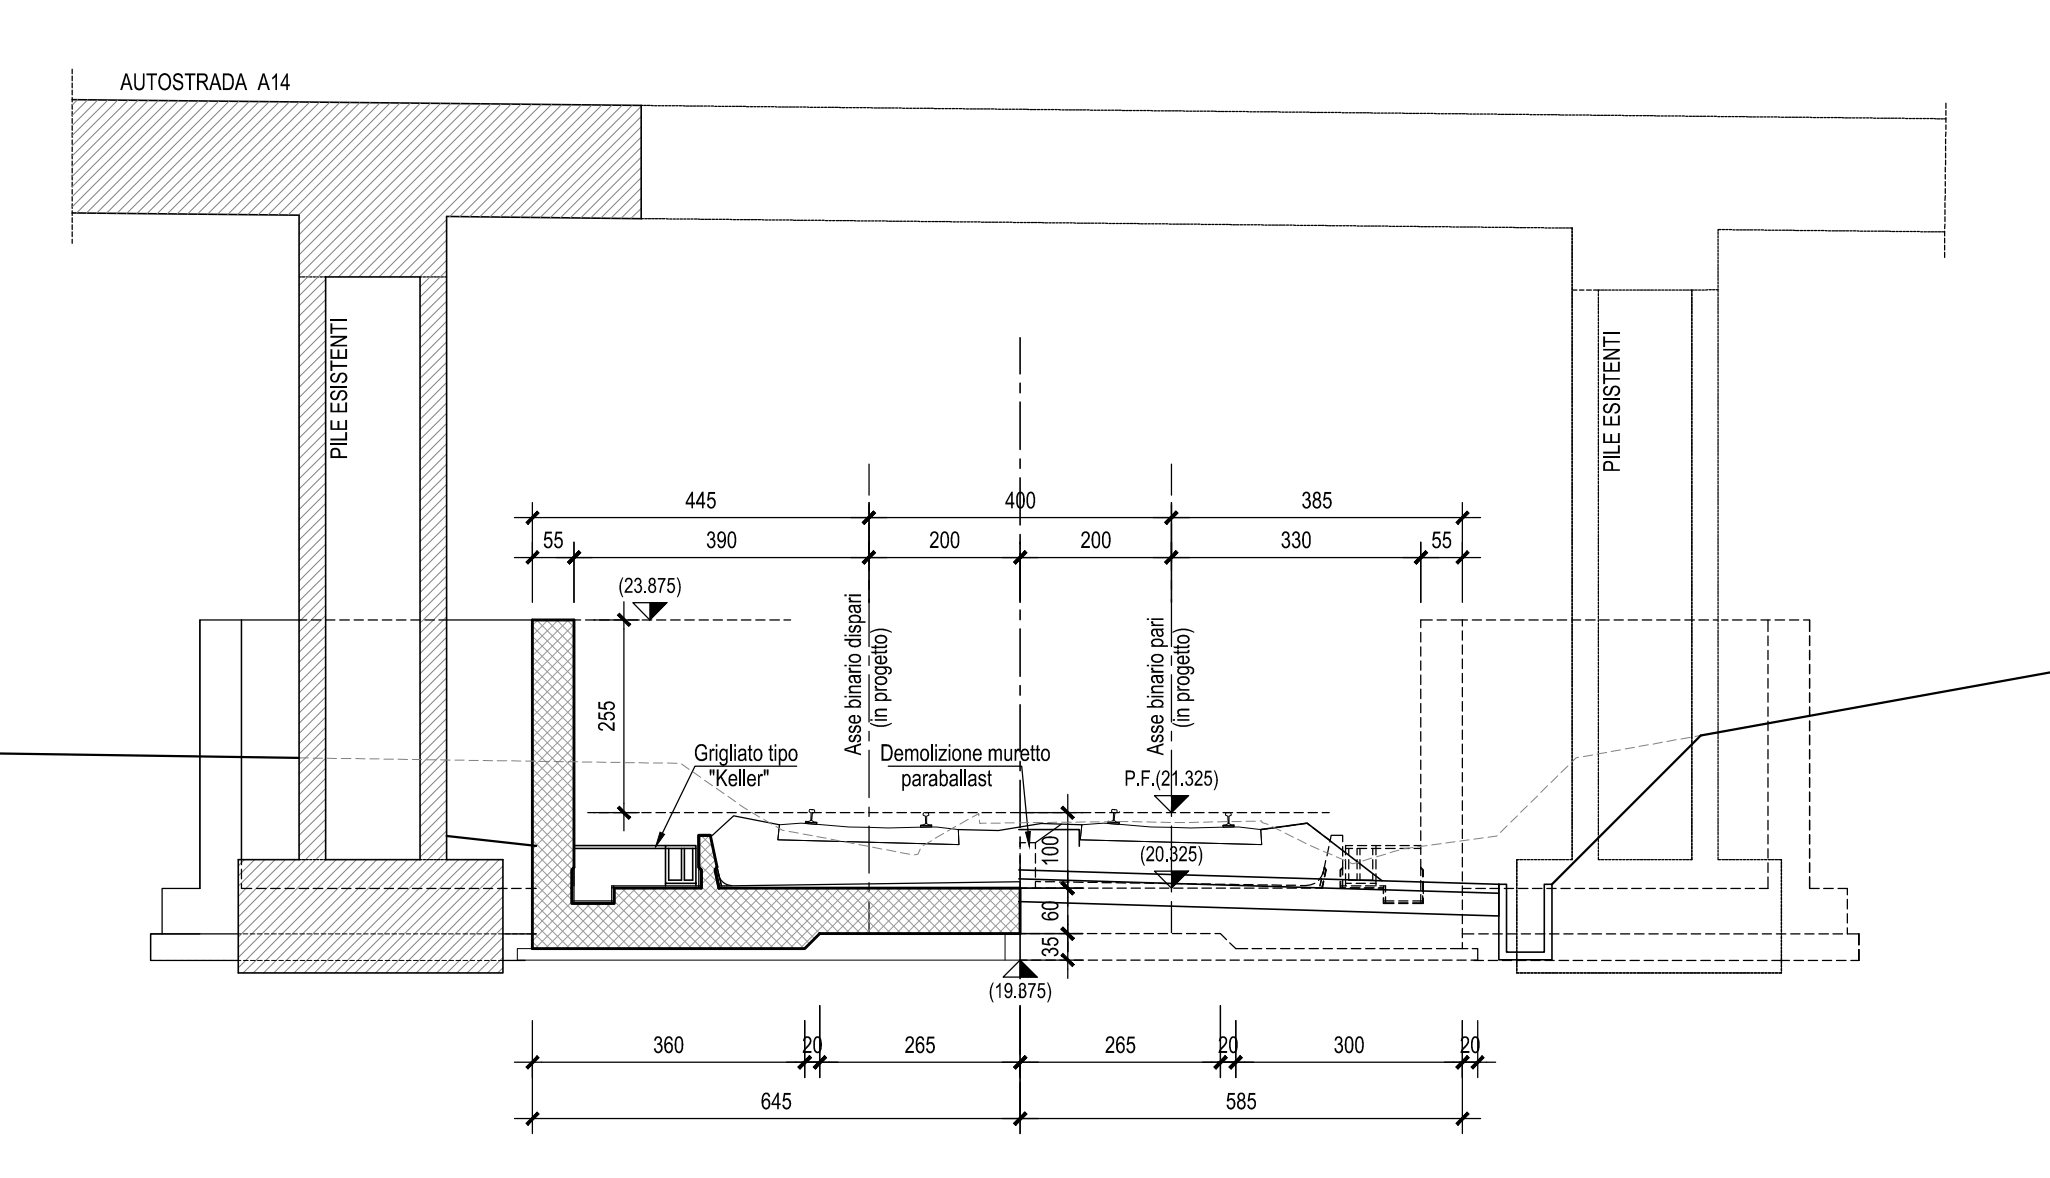 AUTOSTRADA A14
PILE ESISTENTI
PILE ESISTENTI
445
400
385
55
390
200
200
330
55
(23.875)
255
Asse binario dispari
(in progetto)
Asse binario pari
(in progetto)
Grigliato tipo
"Keller"
Demolizione muretto
paraballast
P.F.(21.325)
100
(20.325)
60
35
(19.375)
360
20
265
265
20
300
20
645
585